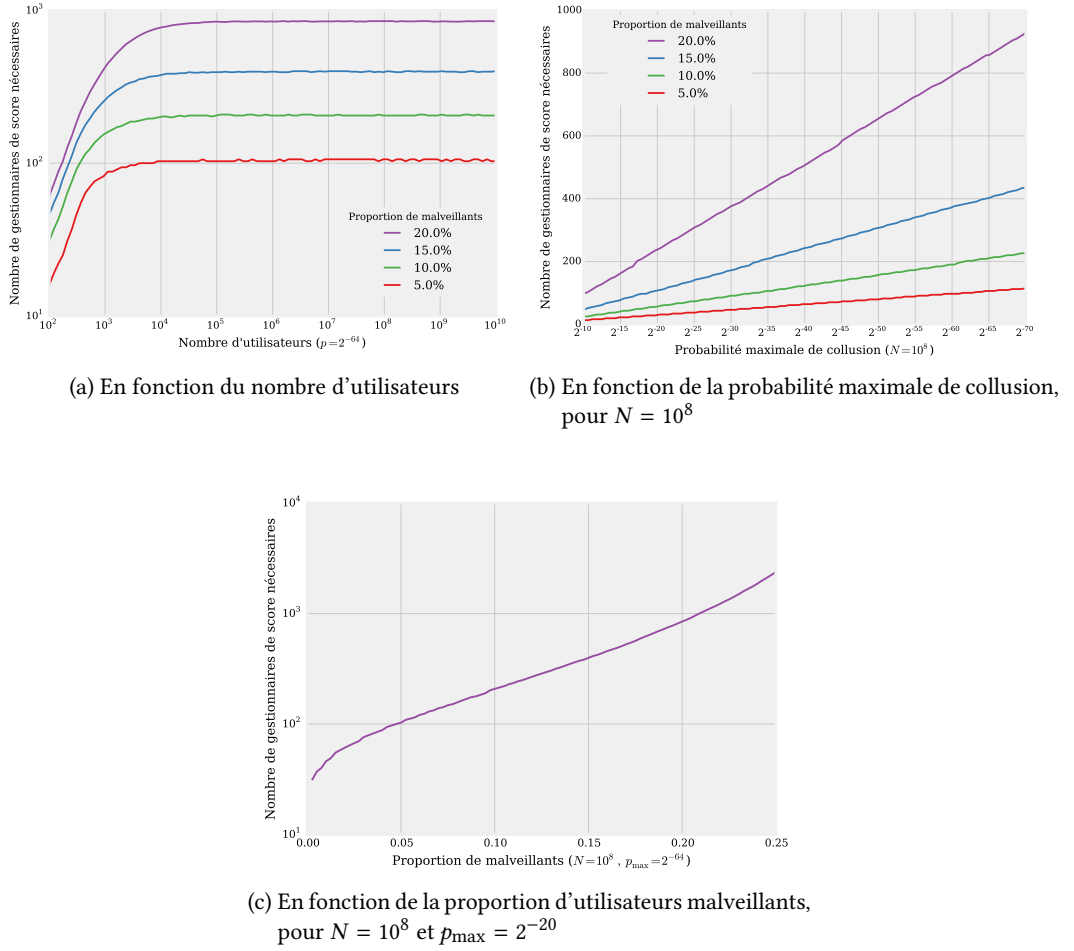 10³
10²
10¹
Nombre de gestionnaires de score nécessaires
Proportion de malveillants
20.0%
15.0%
10.0%
5.0%
10² 10³ 10⁴ 10⁵ 10⁶ 10⁷ 10⁸ 10⁹ 10¹⁰
Nombre d'utilisateurs (p=2⁻⁶⁴)
(a) En fonction du nombre d'utilisateurs
1000
800
600
400
200
0
Nombre de gestionnaires de score nécessaires
Proportion de malveillants
20.0%
15.0%
10.0%
5.0%
2⁻¹⁰ 2⁻¹⁵ 2⁻²⁰ 2⁻²⁵ 2⁻³⁰ 2⁻³⁵ 2⁻⁴⁰ 2⁻⁴⁵ 2⁻⁵⁰ 2⁻⁵⁵ 2⁻⁶⁰ 2⁻⁶⁵ 2⁻⁷⁰
Probabilité maximale de collusion (N=10⁸)
(b) En fonction de la probabilité maximale de collusion,
pour N = 10⁸
10⁴
10³
10²
10¹
Nombre de gestionnaires de score nécessaires
0.00 0.05 0.10 0.15 0.20 0.25
Proportion de malveillants (N=10⁸ , p_max=2⁻⁶⁴)
(c) En fonction de la proportion d'utilisateurs malveillants,
pour N = 10⁸ et p_max = 2⁻²⁰